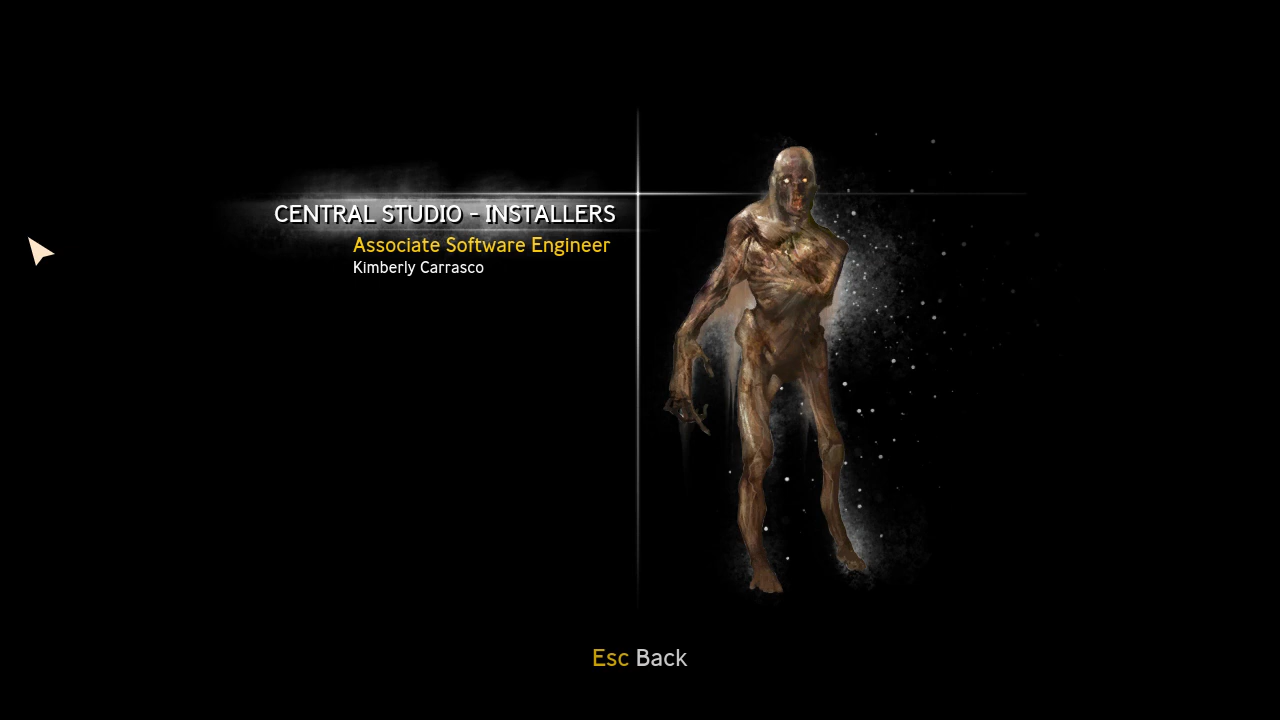 CENTRAL STUDIO - INSTALLERS
Associate Software Engineer
Kimberly Carrasco
Esc Back